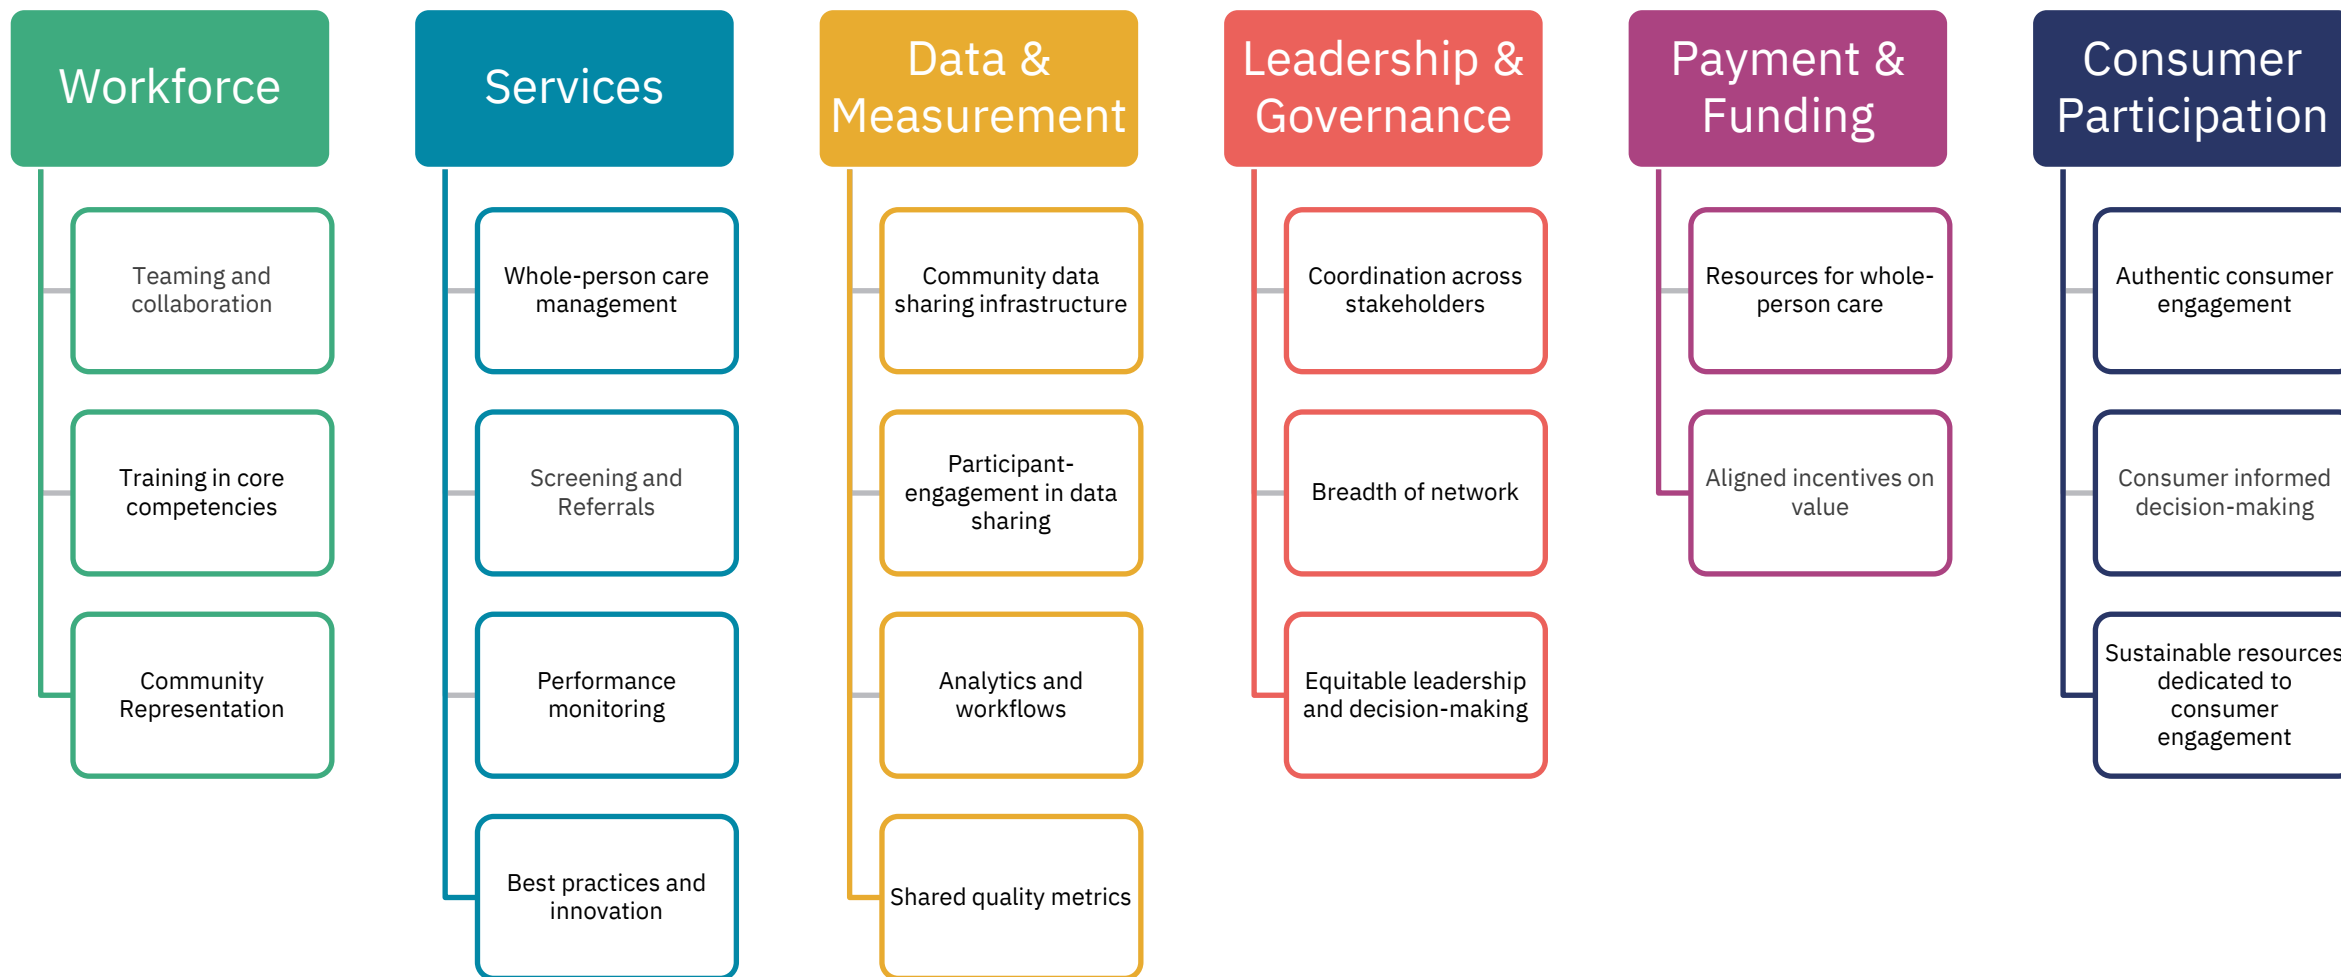 Workforce
Teaming and
collaboration
Training in core
competencies
Community
Representation
Services
Whole-person care
management
Screening and
Referrals
Performance
monitoring
Best practices and
innovation
Data &
Measurement
Community data
sharing infrastructure
Participant-
engagement in data
sharing
Analytics and
workflows
Shared quality metrics
Leadership &
Governance
Coordination across
stakeholders
Breadth of network
Equitable leadership
and decision-making
Payment &
Funding
Resources for whole-
person care
Aligned incentives on
value
Consumer
Participation
Authentic consumer
engagement
Consumer informed
decision-making
Sustainable resources
dedicated to
consumer
engagement